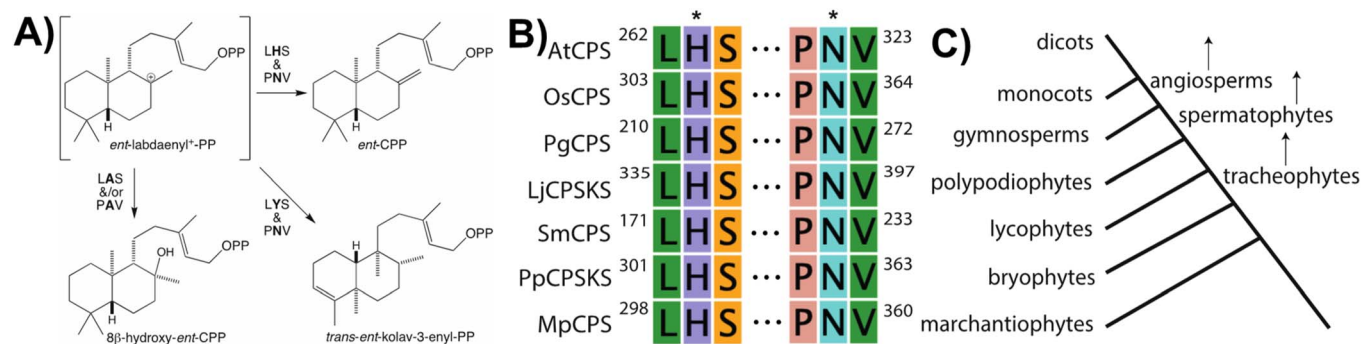 A)
OPP
+
H
ent-labdaenyl⁺-PP
LHS
&
PNV
OPP
H
ent-CPP
LAS
&/or
PAV
LYS
&
PNV
OPP
OH
H
8β-hydroxy-ent-CPP
OPP
H
trans-ent-kolav-3-enyl-PP
B)
* *
AtCPS 262 L H S ··· P N V 323
OsCPS 303 L H S ··· P N V 364
PgCPS 210 L H S ··· P N V 272
LjCPSKS 335 L H S ··· P N V 397
SmCPS 171 L H S ··· P N V 233
PpCPSKS 301 L H S ··· P N V 363
MpCPS 298 L H S ··· P N V 360
C)
dicots
angiosperms
monocots
spermatophytes
gymnosperms
tracheophytes
polypodiophytes
lycophytes
bryophytes
marchantiophytes